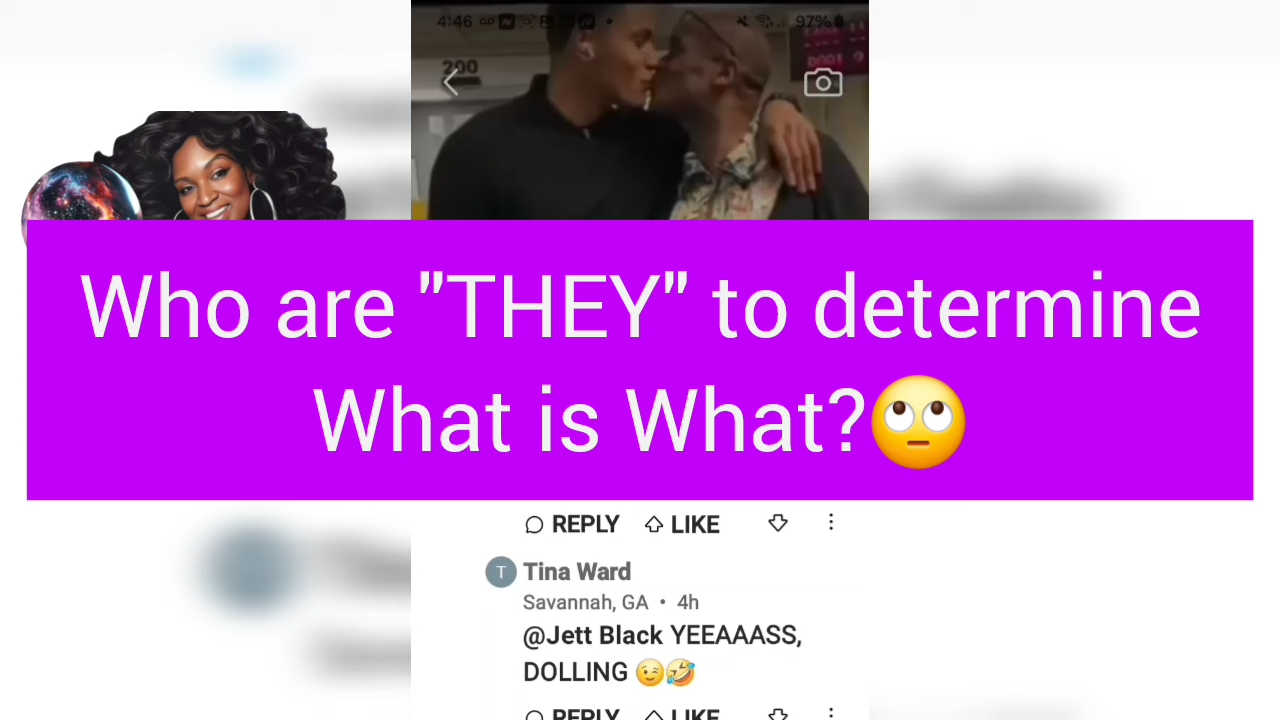 4:46
97%
200
Who are "THEY" to determine
What is What?🙄
REPLY LIKE
T Tina Ward
Savannah, GA • 4h
@Jett Black YEEAAASS,
DOLLING 😉🤣
REPLY LIKE